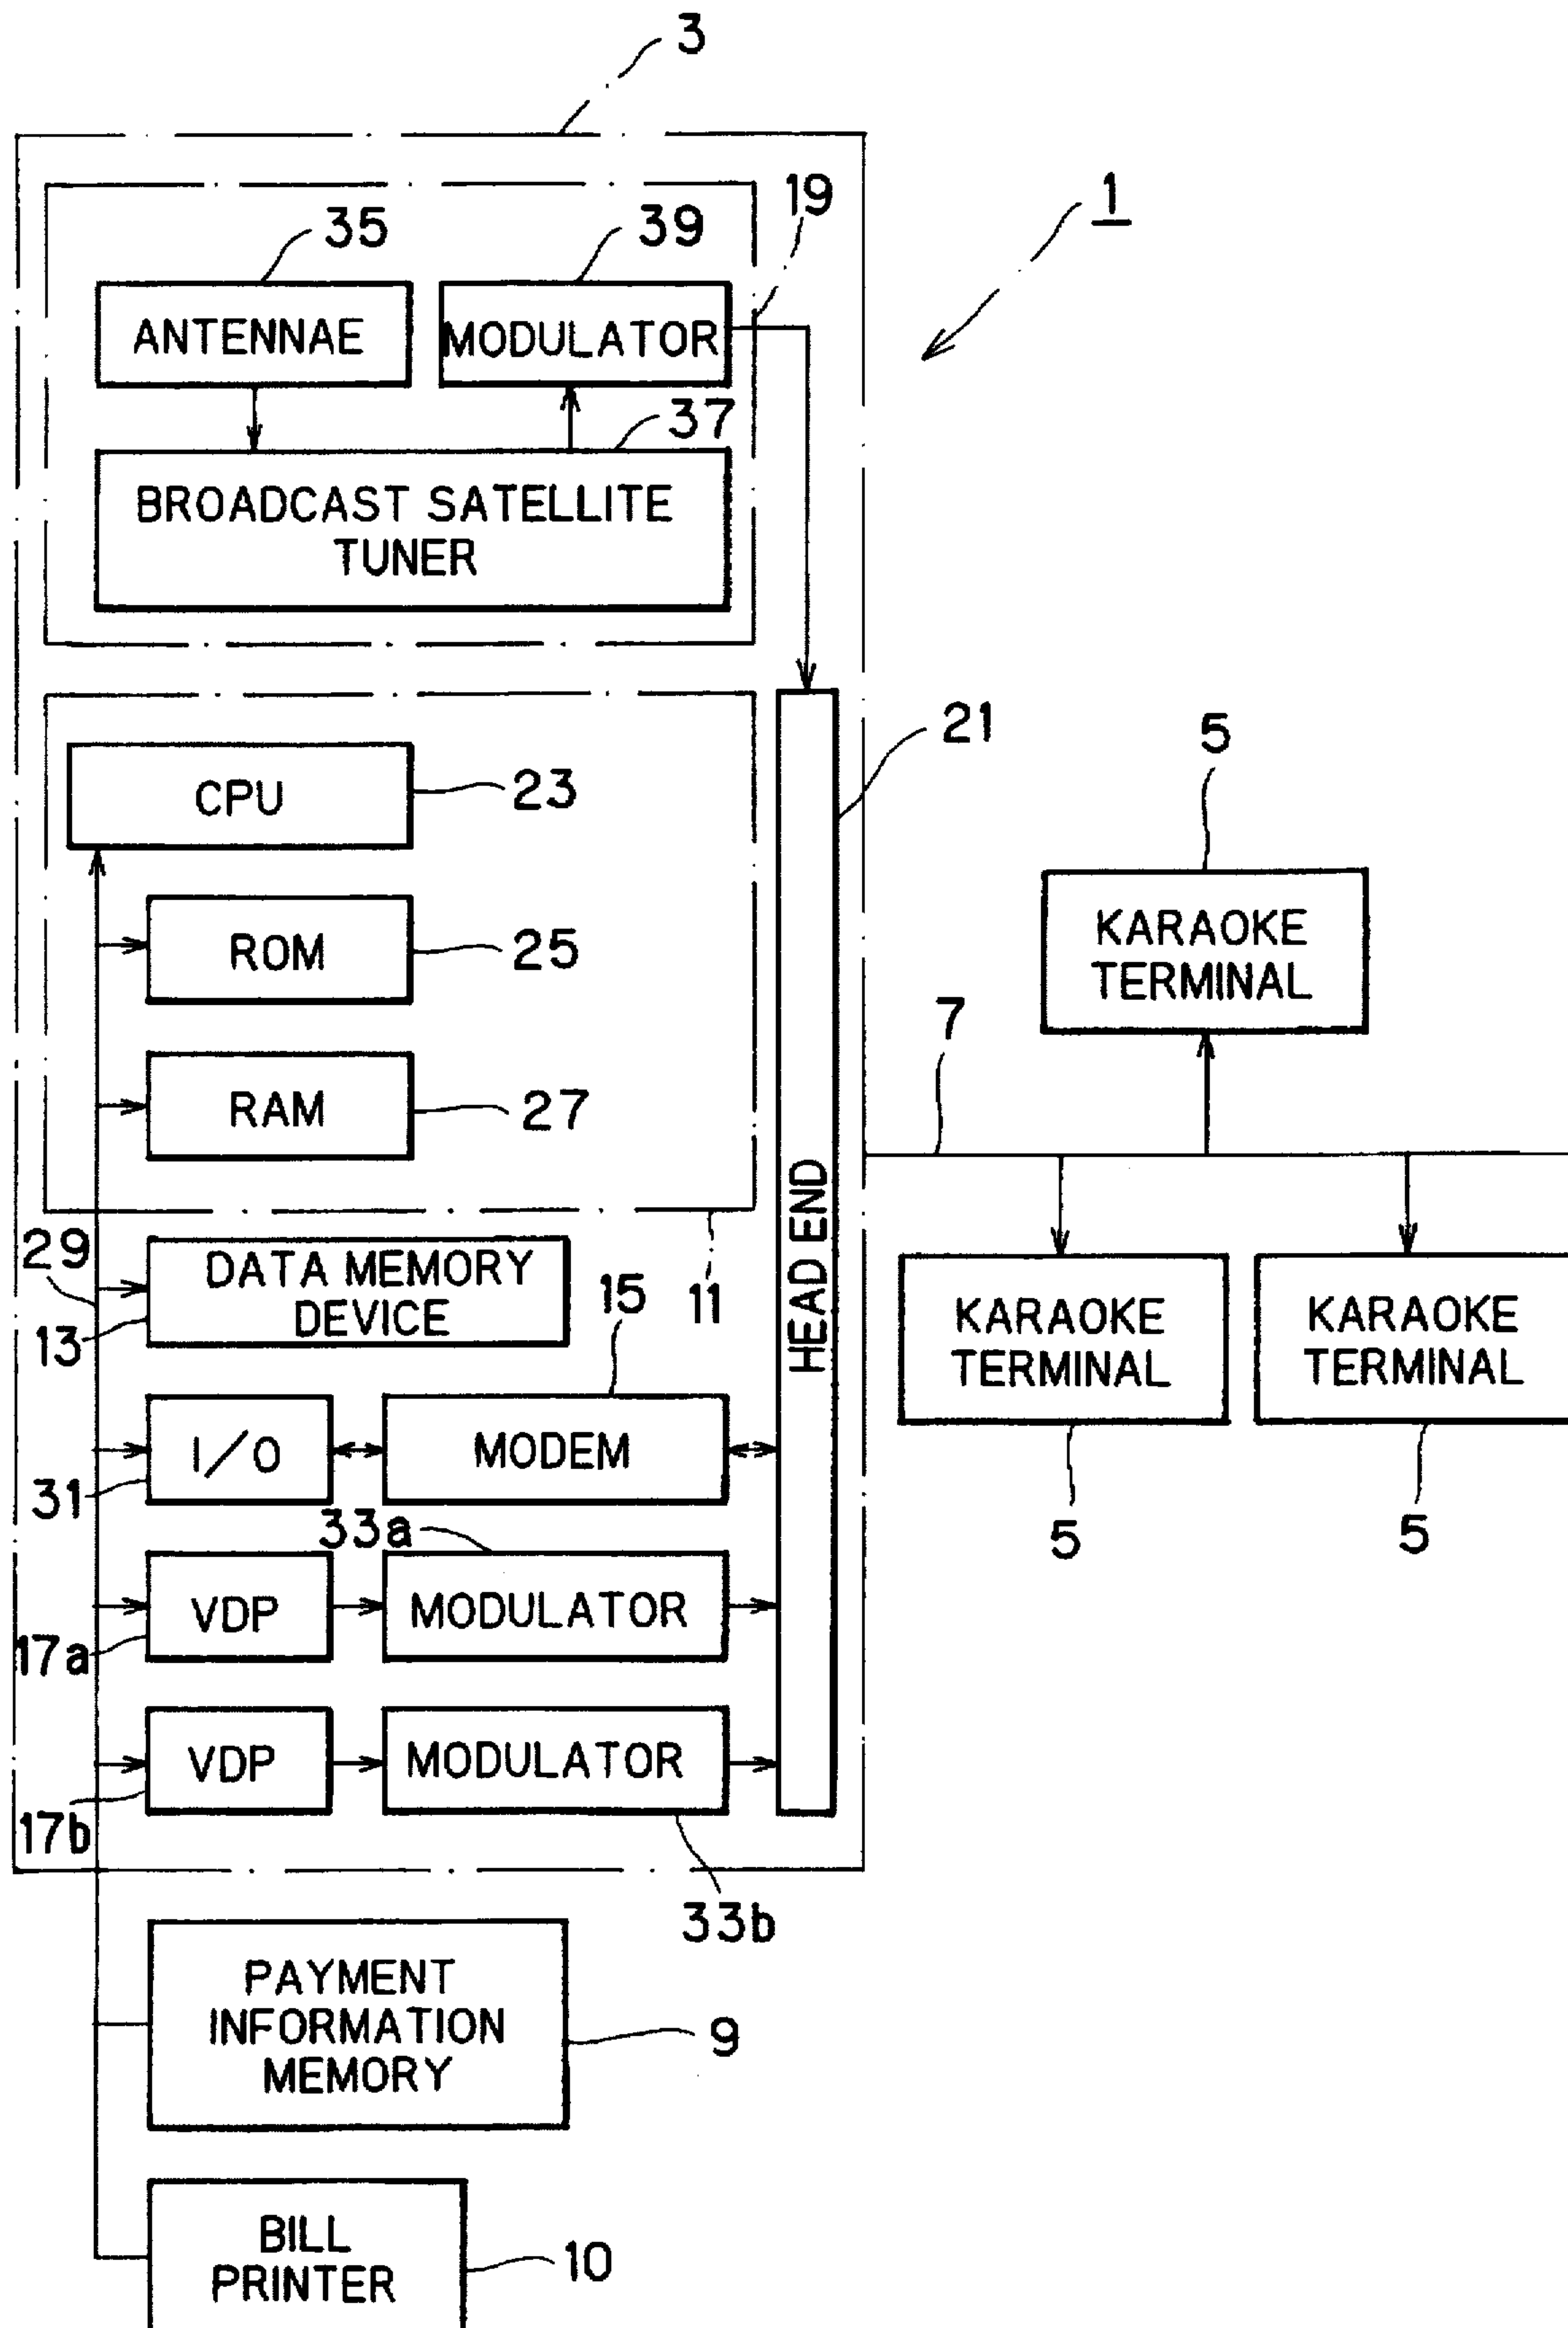 3
1
19
35
39
ANTENNAE
MODULATOR
37
BROADCAST SATELLITE
TUNER
21
CPU
23
5
ROM
25
KARAOKE
TERMINAL
7
RAM
27
HEAD END
29
DATA MEMORY
DEVICE
13
15
11
KARAOKE
TERMINAL
KARAOKE
TERMINAL
I/O
MODEM
31
5
5
33a
VDP
MODULATOR
17a
VDP
MODULATOR
17b
33b
PAYMENT
INFORMATION
MEMORY
9
BILL
PRINTER
10